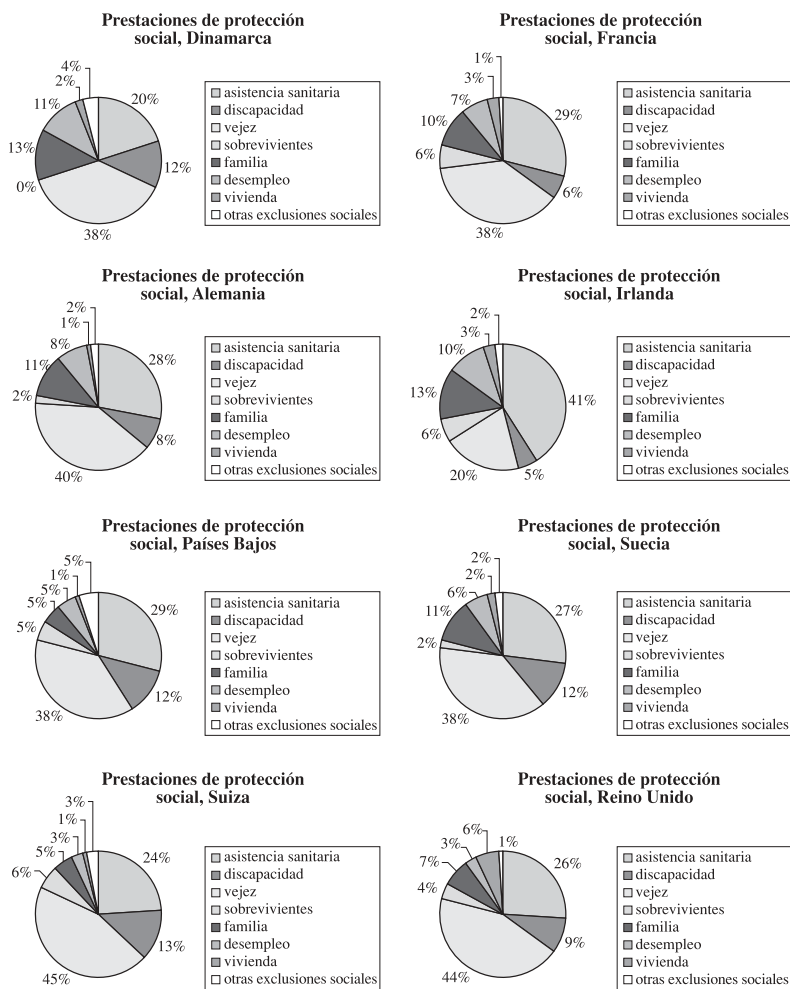 Prestaciones de protección
social, Dinamarca
4%
2%
11%
13%
0%
38%
12%
20%
asistencia sanitaria
discapacidad
vejez
sobrevivientes
familia
desempleo
vivienda
otras exclusiones sociales
Prestaciones de protección
social, Francia
1%
3%
7%
10%
6%
38%
6%
29%
asistencia sanitaria
discapacidad
vejez
sobrevivientes
familia
desempleo
vivienda
otras exclusiones sociales
Prestaciones de protección
social, Alemania
2%
1%
8%
11%
2%
40%
8%
28%
asistencia sanitaria
discapacidad
vejez
sobrevivientes
familia
desempleo
vivienda
otras exclusiones sociales
Prestaciones de protección
social, Irlanda
2%
3%
10%
13%
6%
20%
5%
41%
asistencia sanitaria
discapacidad
vejez
sobrevivientes
familia
desempleo
vivienda
otras exclusiones sociales
Prestaciones de protección
social, Países Bajos
5%
1%
5%
5%
5%
38%
12%
29%
asistencia sanitaria
discapacidad
vejez
sobrevivientes
familia
desempleo
vivienda
otras exclusiones sociales
Prestaciones de protección
social, Suecia
2%
2%
6%
11%
2%
38%
12%
27%
asistencia sanitaria
discapacidad
vejez
sobrevivientes
familia
desempleo
vivienda
otras exclusiones sociales
Prestaciones de protección
social, Suiza
3%
1%
3%
5%
6%
45%
13%
24%
asistencia sanitaria
discapacidad
vejez
sobrevivientes
familia
desempleo
vivienda
otras exclusiones sociales
Prestaciones de protección
social, Reino Unido
1%
6%
3%
7%
4%
44%
9%
26%
asistencia sanitaria
discapacidad
vejez
sobrevivientes
familia
desempleo
vivienda
otras exclusiones sociales